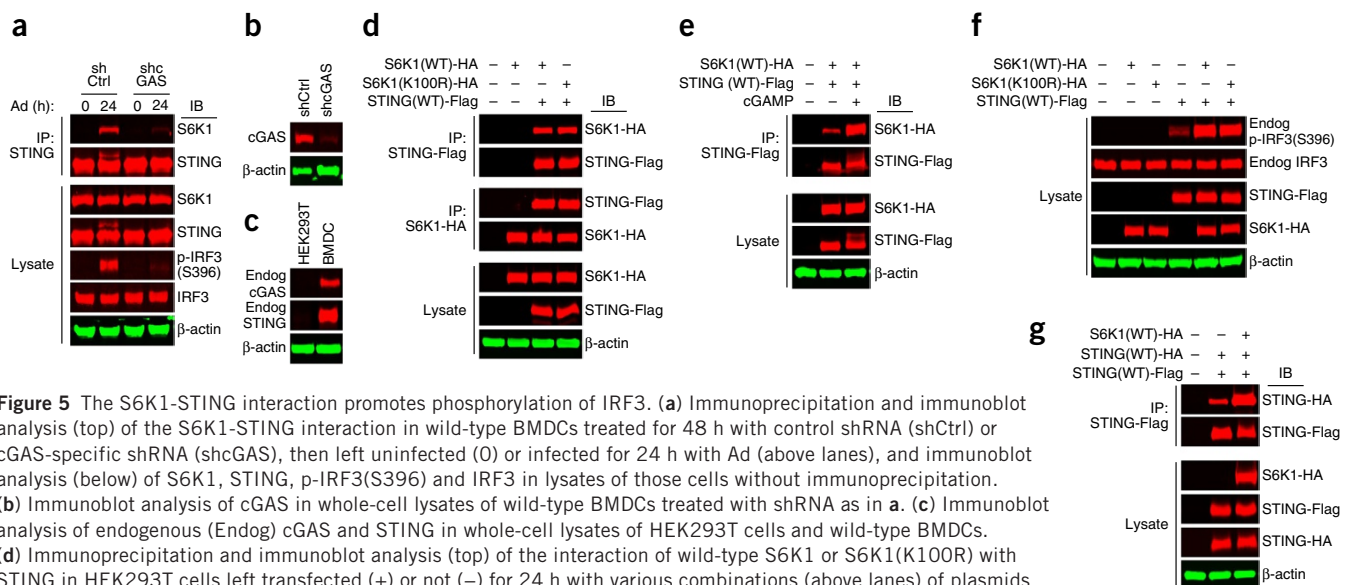 a
sh Ctrl
shc GAS
Ad (h): 0 24 0 24 IB
IP: STING
S6K1
STING
Lysate
S6K1
STING
p-IRF3 (S396)
IRF3
β-actin
b
shCtrl
shcGAS
cGAS
β-actin
c
HEK293T
BMDC
Endog cGAS
Endog STING
β-actin
d
S6K1(WT)-HA – + + –
S6K1(K100R)-HA – – – +
STING(WT)-Flag – – + + IB
IP: STING-Flag
S6K1-HA
STING-Flag
IP: S6K1-HA
STING-Flag
S6K1-HA
Lysate
S6K1-HA
STING-Flag
β-actin
e
S6K1(WT)-HA – + +
STING (WT)-Flag – + +
cGAMP – – + IB
IP: STING-Flag
S6K1-HA
STING-Flag
Lysate
S6K1-HA
STING-Flag
β-actin
f
S6K1(WT)-HA – + – – + –
S6K1(K100R)-HA – – + – – +
STING(WT)-Flag – – – + + +
Lysate
Endog p-IRF3(S396)
Endog IRF3
STING-Flag
S6K1-HA
β-actin
g
S6K1(WT)-HA – – +
STING(WT)-HA – + +
STING(WT)-Flag – + + IB
IP: STING-Flag
STING-HA
STING-Flag
Lysate
S6K1-HA
STING-Flag
STING-HA
β-actin
Figure 5 The S6K1-STING interaction promotes phosphorylation of IRF3. (a) Immunoprecipitation and immunoblot
analysis (top) of the S6K1-STING interaction in wild-type BMDCs treated for 48 h with control shRNA (shCtrl) or
cGAS-specific shRNA (shcGAS), then left uninfected (0) or infected for 24 h with Ad (above lanes), and immunoblot
analysis (below) of S6K1, STING, p-IRF3(S396) and IRF3 in lysates of those cells without immunoprecipitation.
(b) Immunoblot analysis of cGAS in whole-cell lysates of wild-type BMDCs treated with shRNA as in a. (c) Immunoblot
analysis of endogenous (Endog) cGAS and STING in whole-cell lysates of HEK293T cells and wild-type BMDCs.
(d) Immunoprecipitation and immunoblot analysis (top) of the interaction of wild-type S6K1 or S6K1(K100R) with
STING in HEK293T cells left transfected (+) or not (–) for 24 h with various combinations (above lanes) of plasmids